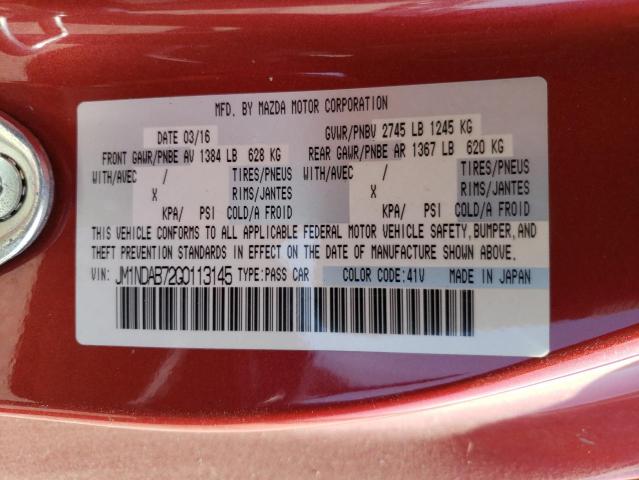 MFD. BY MAZDA MOTOR CORPORATION
DATE 03/16 GVWR/PNBV 2745 LB 1245 KG
FRONT GAWR/PNBE AV 1384 LB 628 KG REAR GAWR/PNBE AR 1367 LB 620 KG
WITH/AVEC / TIRES/PNEUS WITH/AVEC / TIRES/PNEUS
X RIMS/JANTES X RIMS/JANTES
KPA/ PSI COLD/A FROID KPA/ PSI COLD/A FROID
THIS VEHICLE CONFORMS TO ALL APPLICABLE FEDERAL MOTOR VEHICLE SAFETY, BUMPER, AND
THEFT PREVENTION STANDARDS IN EFFECT ON THE DATE OF MANUFACTURE SHOWN ABOVE.
VIN: JM1NDAB72G0113145 TYPE: PASS CAR COLOR CODE: 41V MADE IN JAPAN